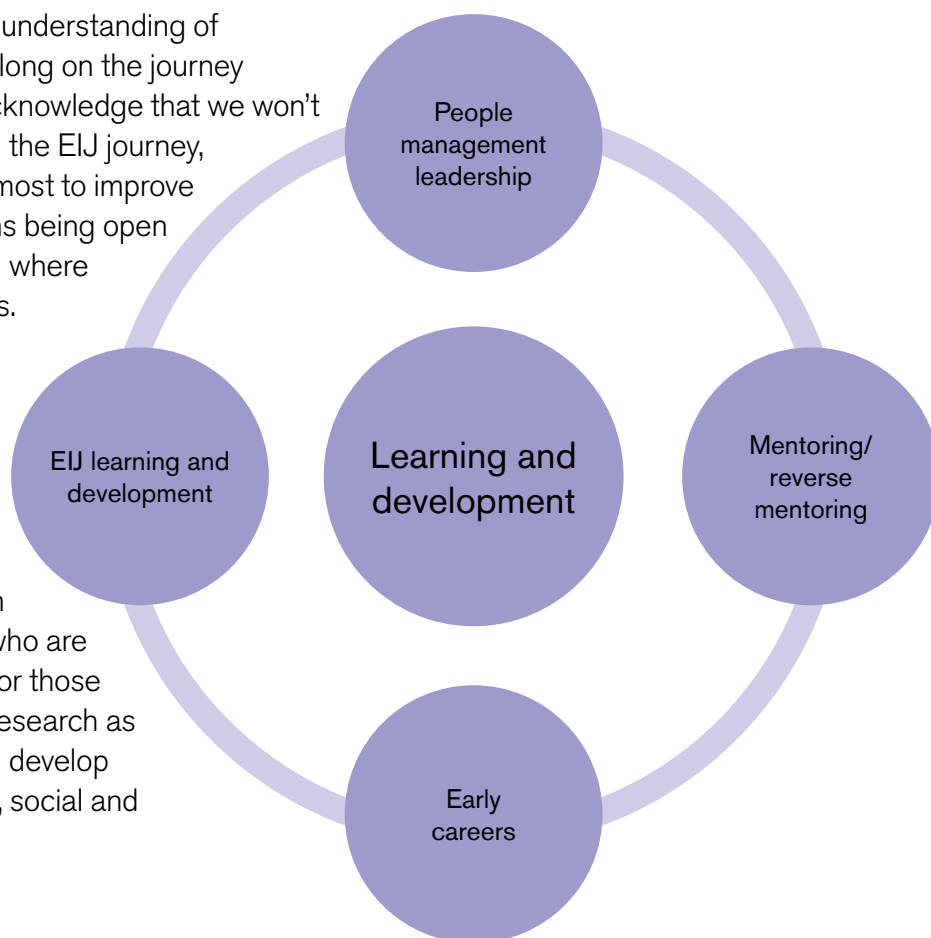 understanding of
long on the journey
cknowledge that we won't
the EIJ journey,
most to improve
being open
where
People
management
leadership
EIJ learning and
development
Learning and
development
Mentoring/
reverse
mentoring
who are
or those
esearch as
develop
, social and
Early
careers